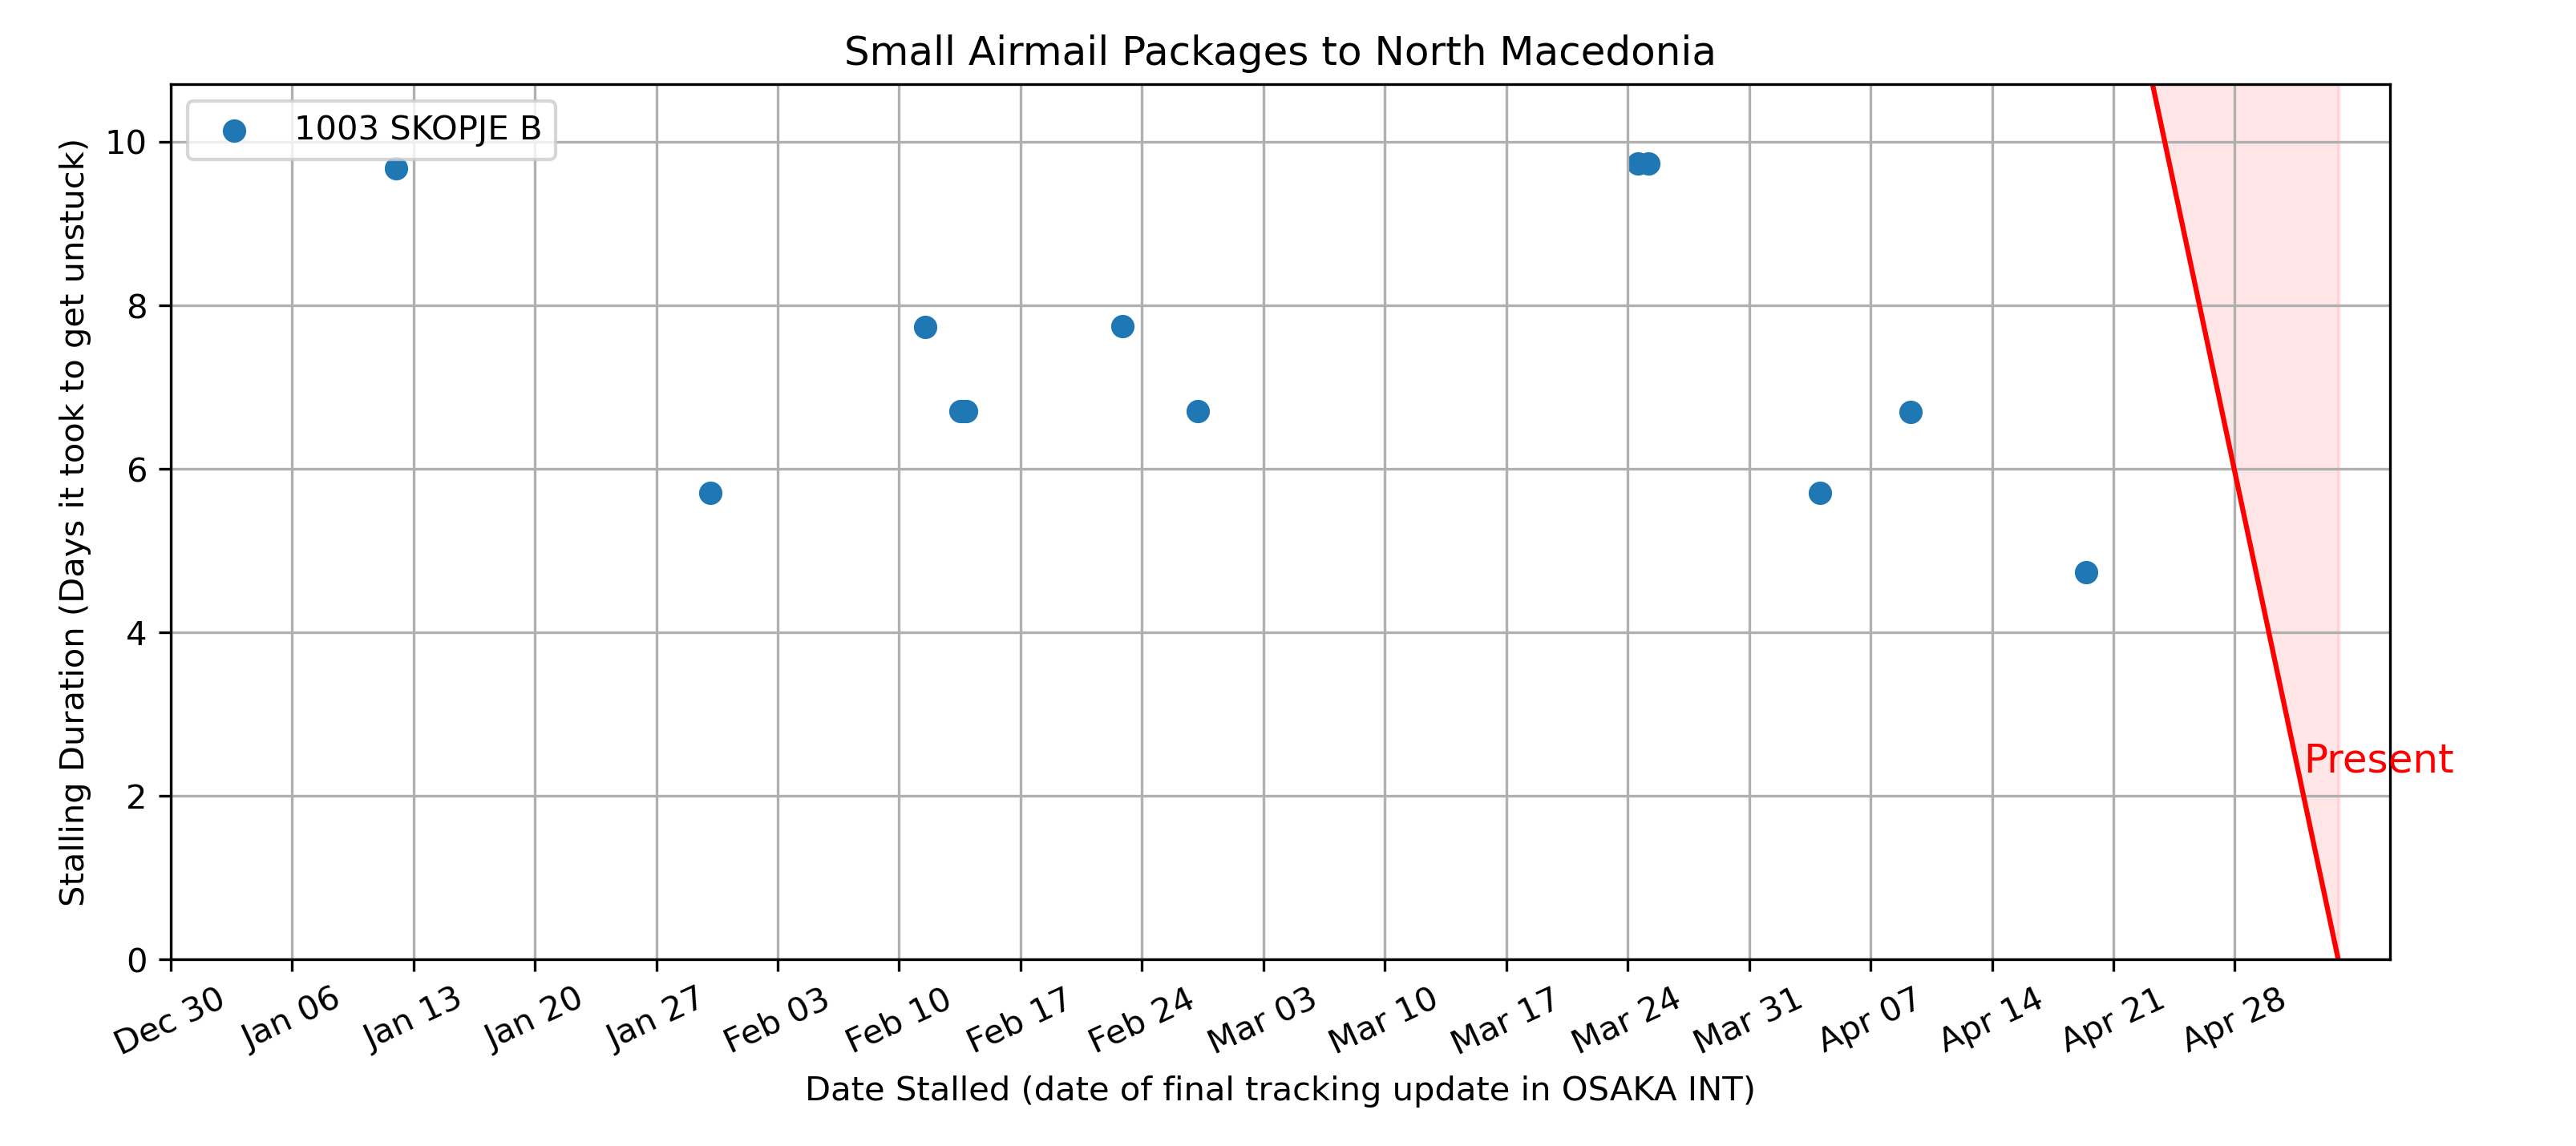 Small Airmail Packages to North Macedonia
1003 SKOPJE B
Stalling Duration (Days it took to get unstuck)
10
8
6
4
2
0
Present
Dec 30
Jan 06
Jan 13
Jan 20
Jan 27
Feb 03
Feb 10
Feb 17
Feb 24
Mar 03
Mar 10
Mar 17
Mar 24
Mar 31
Apr 07
Apr 14
Apr 21
Apr 28
Date Stalled (date of final tracking update in OSAKA INT)